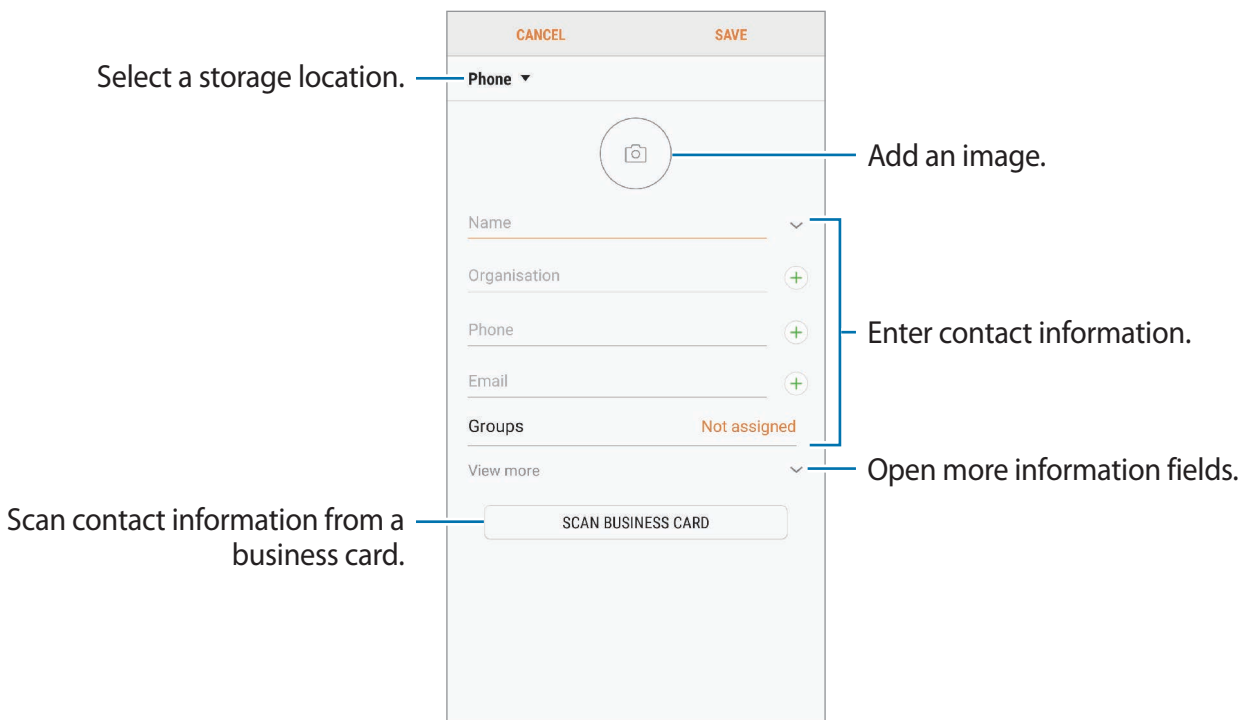 CANCEL SAVE
Select a storage location.
Phone
Add an image.
Name
Organisation
Phone
Enter contact information.
Email
Groups Not assigned
View more
Open more information fields.
Scan contact information from a
business card.
SCAN BUSINESS CARD